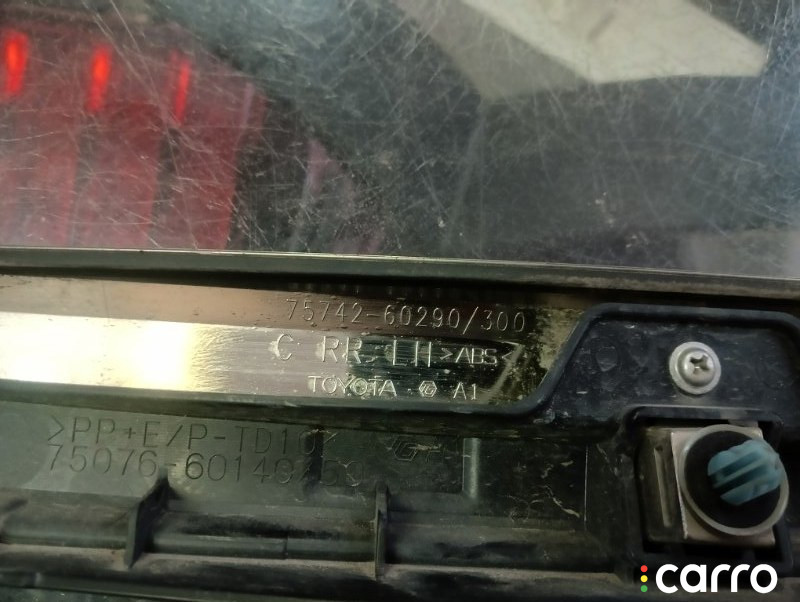 75742-60290/300
C RR LH >ABS<
TOYOTA A1
>PP+E/P-TD10<
carro